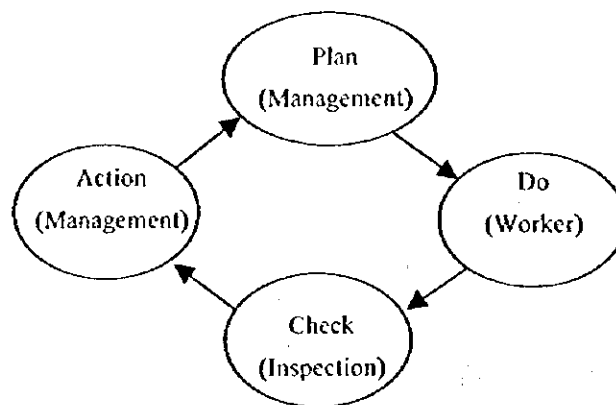 Plan
(Management)
Do
(Worker)
Check
(Inspection)
Action
(Management)